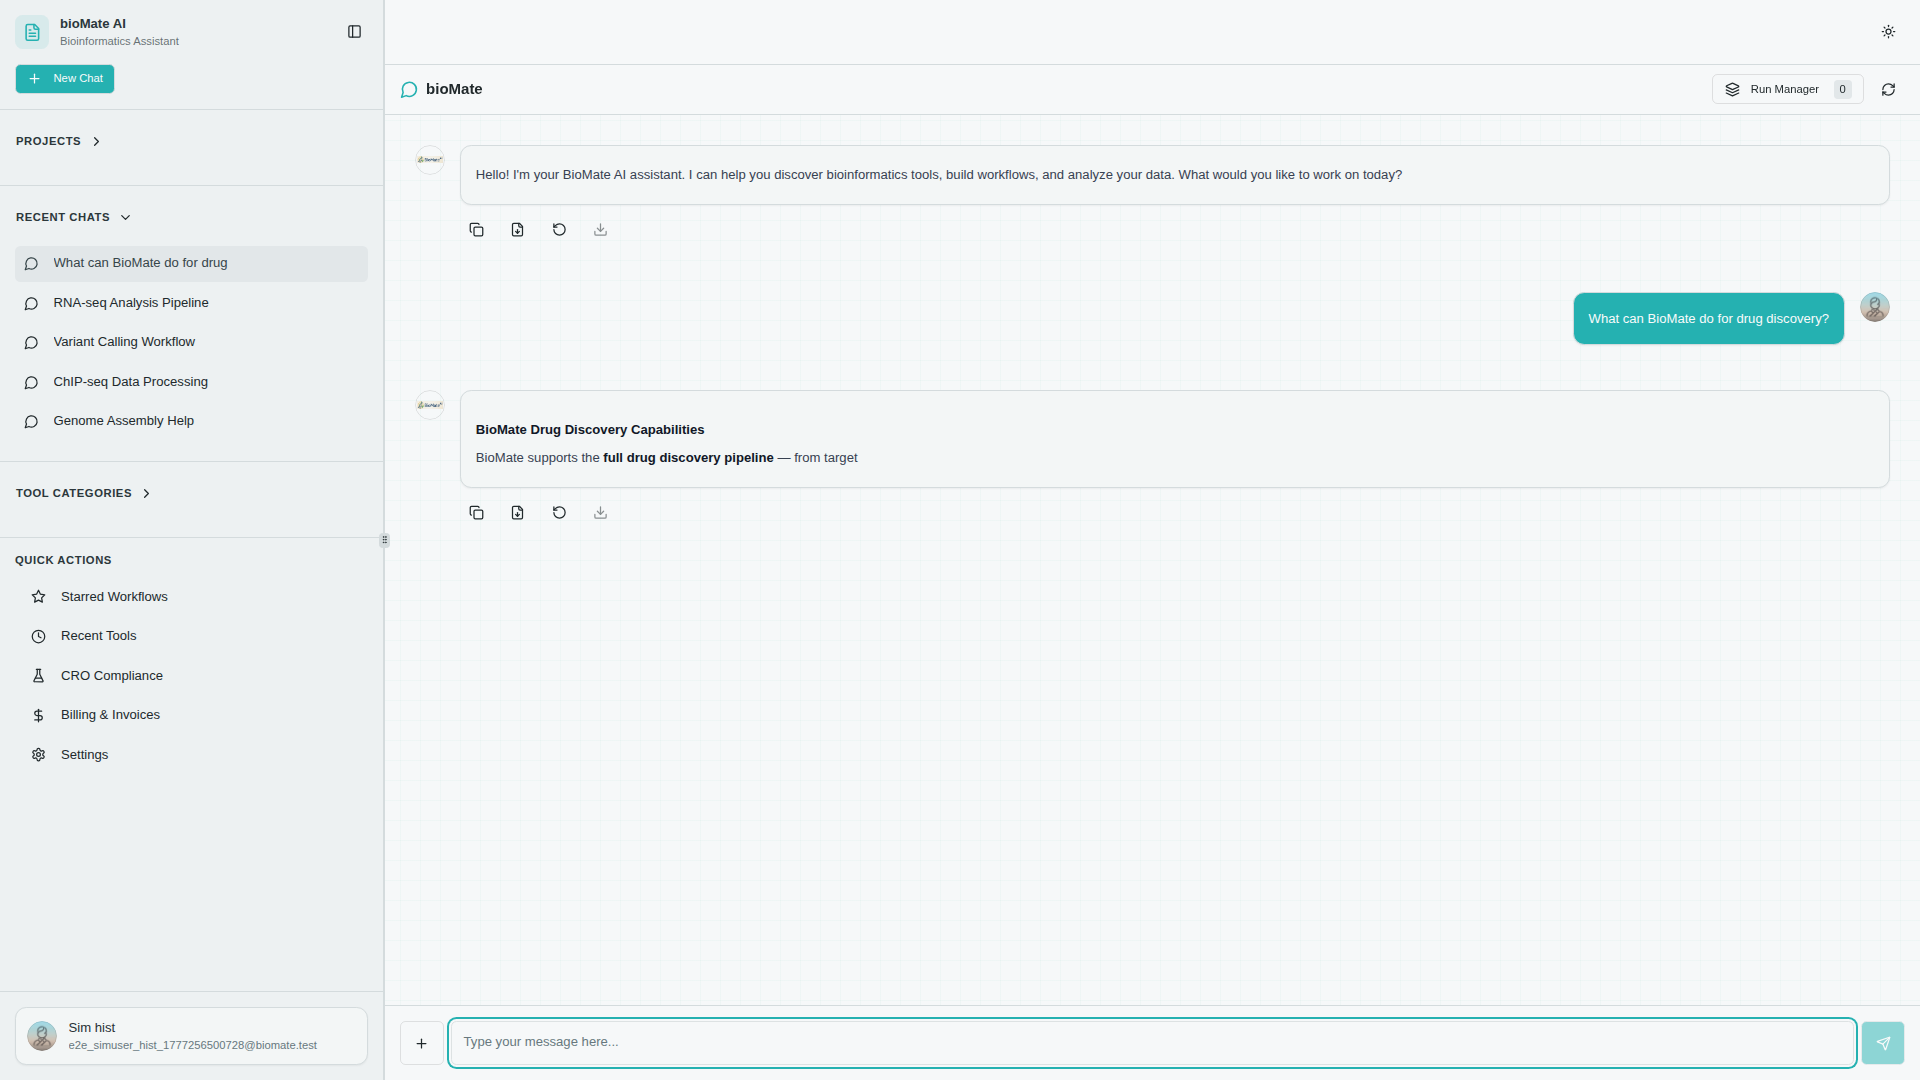 bioMate AI
Bioinformatics Assistant
New Chat
PROJECTS
RECENT CHATS
What can BioMate do for drug
RNA-seq Analysis Pipeline
Variant Calling Workflow
ChIP-seq Data Processing
Genome Assembly Help
TOOL CATEGORIES
QUICK ACTIONS
Starred Workflows
Recent Tools
CRO Compliance
Billing & Invoices
Settings
Sim hist
e2e_simuser_hist_1777256500728@biomate.test
bioMate
Run Manager 0
BioMate
Hello! I'm your BioMate AI assistant. I can help you discover bioinformatics tools, build workflows, and analyze your data. What would you like to work on today?
What can BioMate do for drug discovery?
BioMate
BioMate Drug Discovery Capabilities
BioMate supports the full drug discovery pipeline — from target
Type your message here...